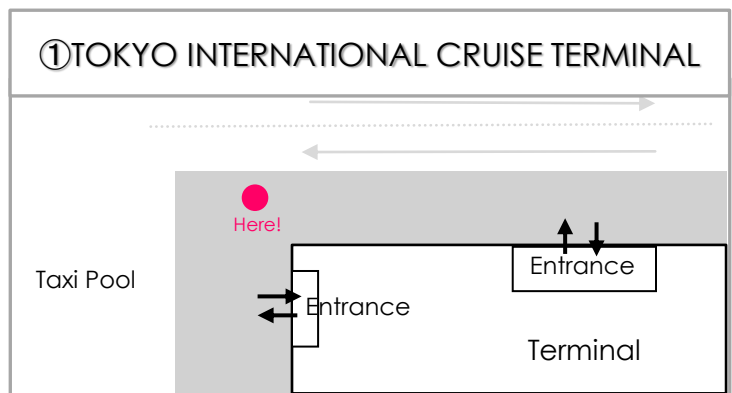 ①TOKYO INTERNATIONAL CRUISE TERMINAL
Here!
Entrance
Taxi Pool
Entrance
Terminal